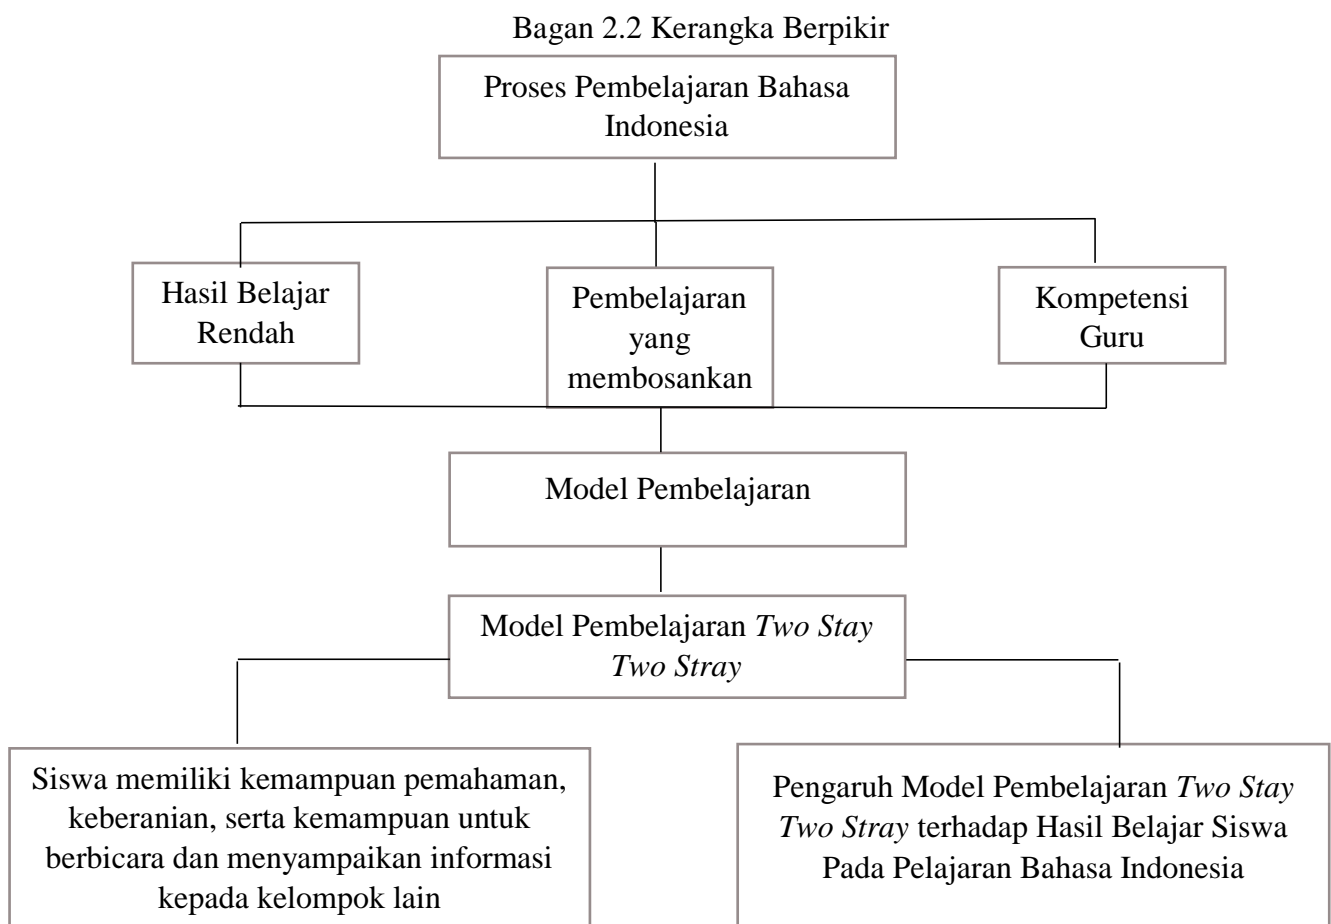 Bagan 2.2 Kerangka Berpikir
Proses Pembelajaran Bahasa
Indonesia
Hasil Belajar
Rendah
Pembelajaran
yang
membosankan
Kompetensi
Guru
Model Pembelajaran
Model Pembelajaran Two Stay
Two Stray
Siswa memiliki kemampuan pemahaman,
keberanian, serta kemampuan untuk
berbicara dan menyampaikan informasi
kepada kelompok lain
Pengaruh Model Pembelajaran Two Stay
Two Stray terhadap Hasil Belajar Siswa
Pada Pelajaran Bahasa Indonesia